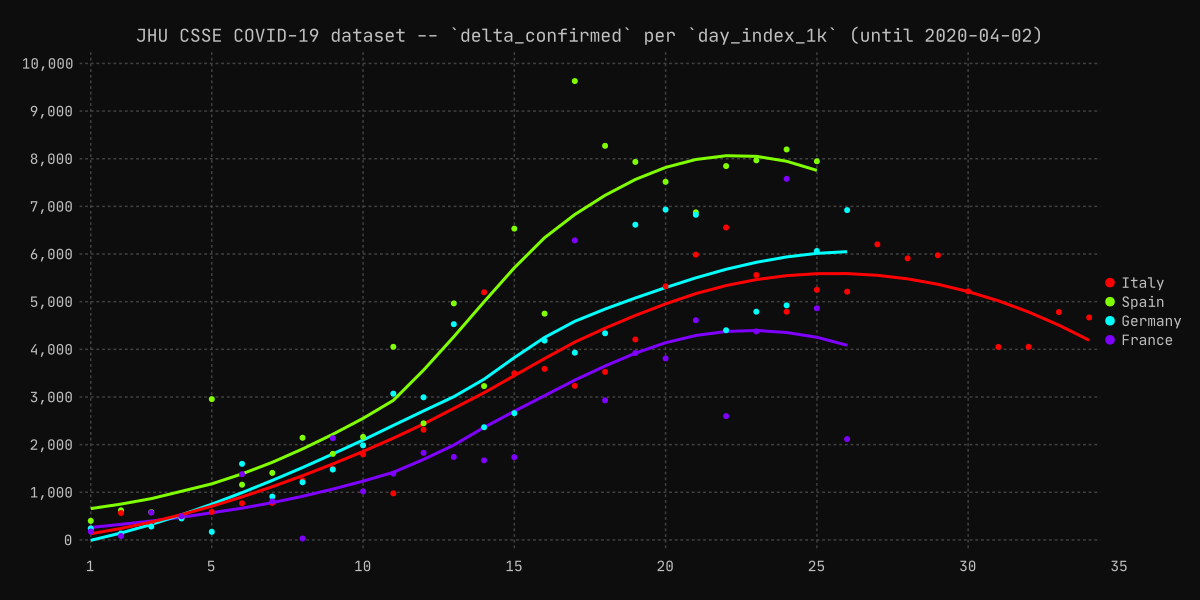 JHU CSSE COVID-19 dataset -- `delta_confirmed` per `day_index_1k` (until 2020-04-02)
10,000
9,000
8,000
7,000
6,000
5,000
4,000
3,000
2,000
1,000
0
1 5 10 15 20 25 30 35
Italy
Spain
Germany
France